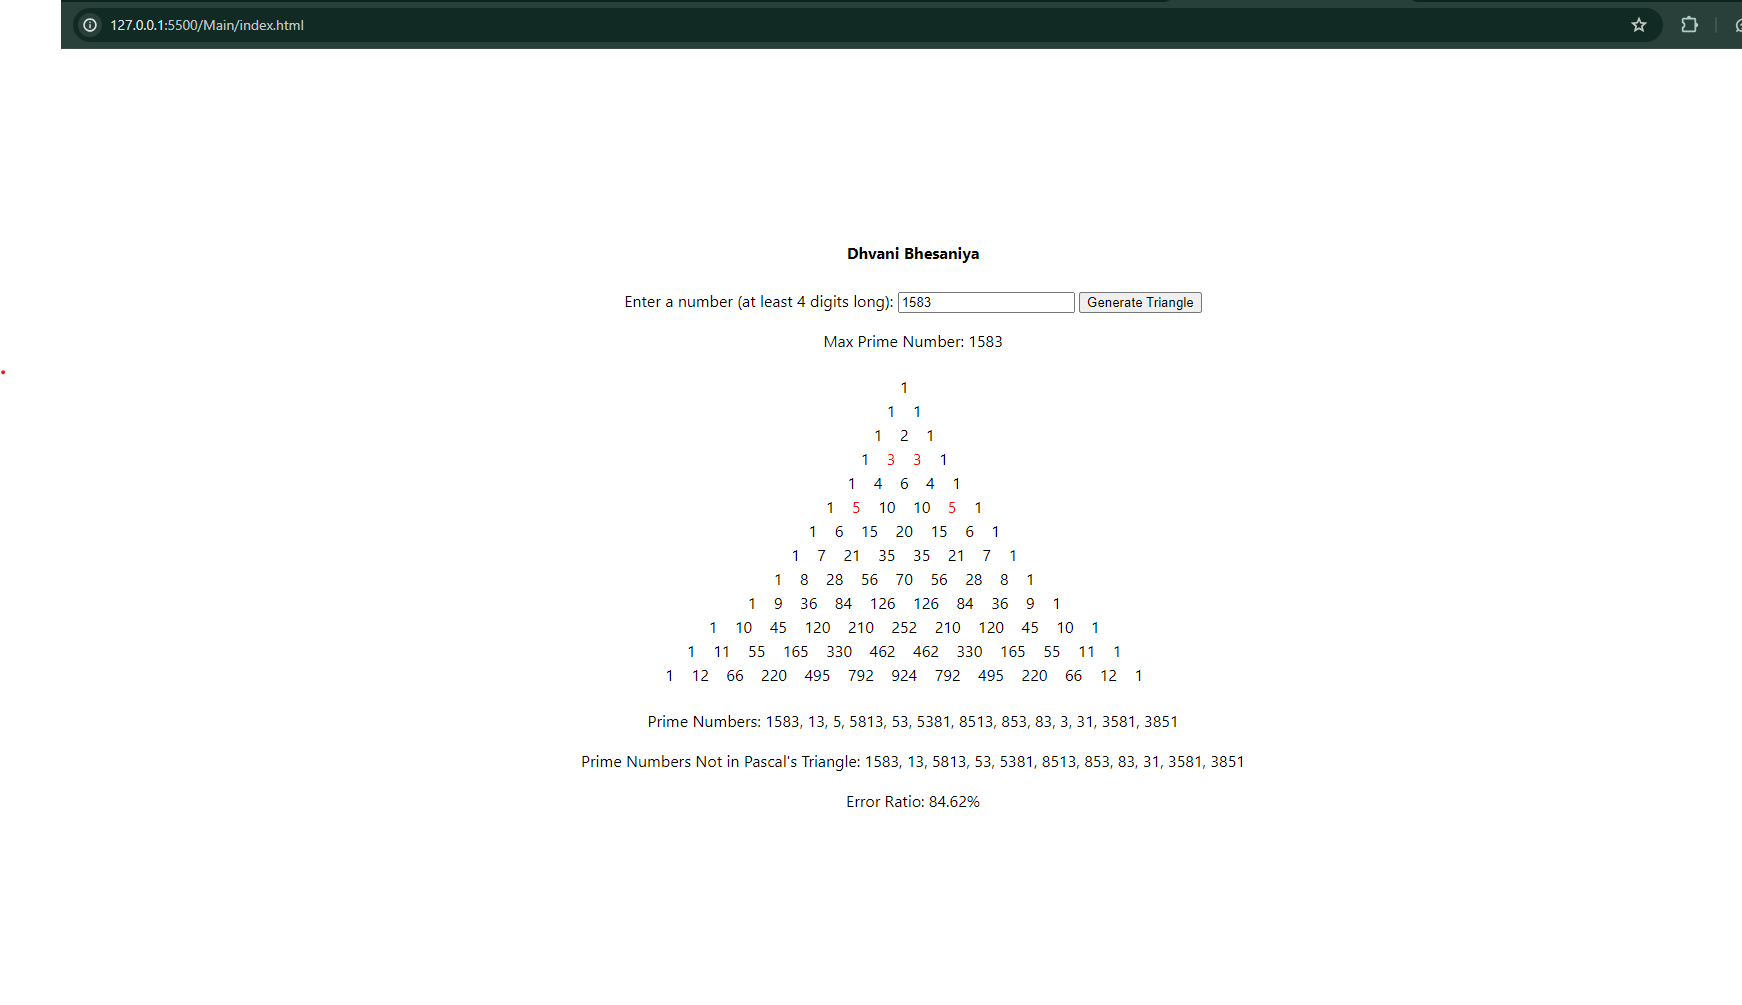 127.0.0.1:5500/Main/index.html
Dhvani Bhesaniya
Enter a number (at least 4 digits long): 1583 Generate Triangle
Max Prime Number: 1583
1
1 1
1 2 1
1 3 3 1
1 4 6 4 1
1 5 10 10 5 1
1 6 15 20 15 6 1
1 7 21 35 35 21 7 1
1 8 28 56 70 56 28 8 1
1 9 36 84 126 126 84 36 9 1
1 10 45 120 210 252 210 120 45 10 1
1 11 55 165 330 462 462 330 165 55 11 1
1 12 66 220 495 792 924 792 495 220 66 12 1
Prime Numbers: 1583, 13, 5, 5813, 53, 5381, 8513, 853, 83, 3, 31, 3581, 3851
Prime Numbers Not in Pascal's Triangle: 1583, 13, 5813, 53, 5381, 8513, 853, 83, 31, 3581, 3851
Error Ratio: 84.62%